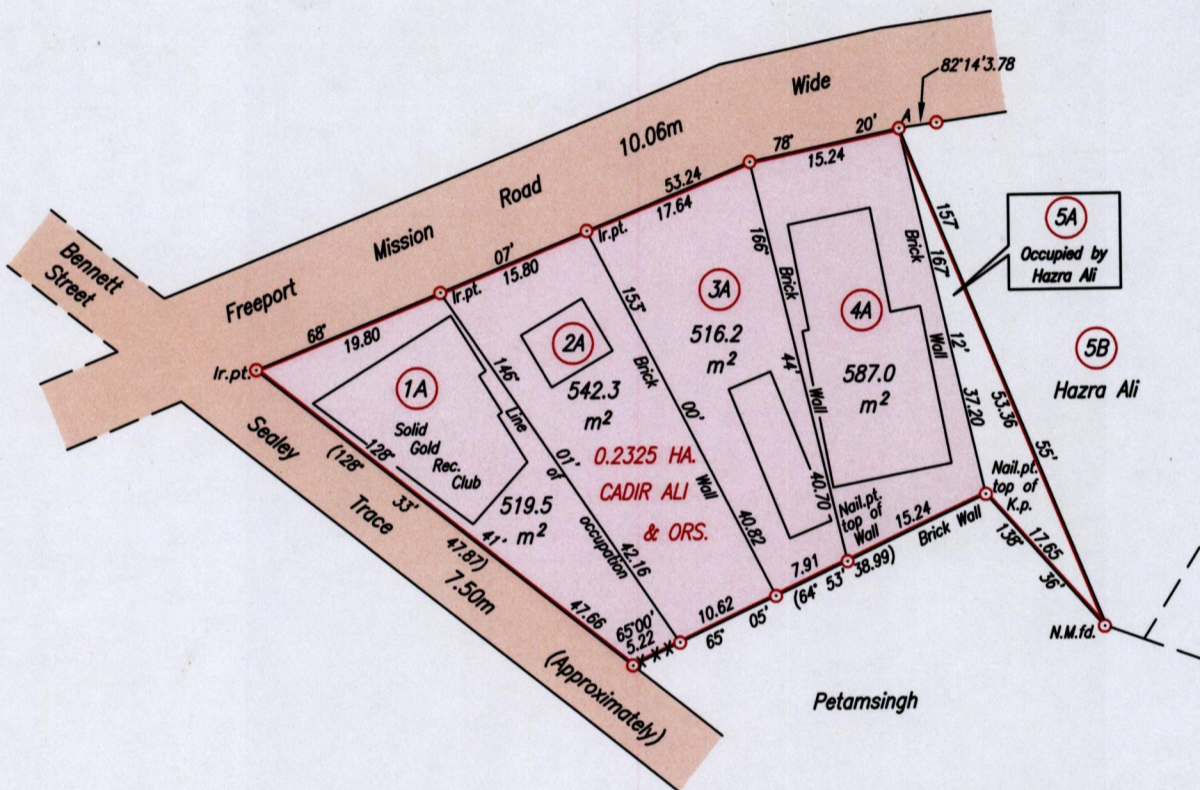 82°14'3.78
Wide
10.06m
Road
Mission
Freeport
Bennett
Street
A
78° 20'
15.24
53.24
17.64
Ir.pt.
07'
15.80
Ir.pt.
68°
19.80
Ir.pt.
1A
Solid
Gold
Rec.
Club
519.5
m²
146° 01'
Line of occupation
42.16
2A
542.3
m²
0.2325 HA.
CADIR ALI
& ORS.
153° 00'
Brick Wall
40.82
3A
516.2
m²
166° 44'
Brick Wall
40.70
4A
587.0
m²
Brick Wall
167° 12'
37.20
157° 55'
53.36
5A
Occupied by
Hazra Ali
5B
Hazra Ali
Nail.pt.
top of
K.p.
Nail.pt.
top of
Wall
15.24
Brick Wall
138° 36'
17.65
N.M.fd.
7.91
(64° 53' 38.99)
10.62
65° 05'
65°00'
5.22
Sealey
Trace
7.50m
(Approximately)
(128° 33' 47.87)
128° 41'
47.66
Petamsingh